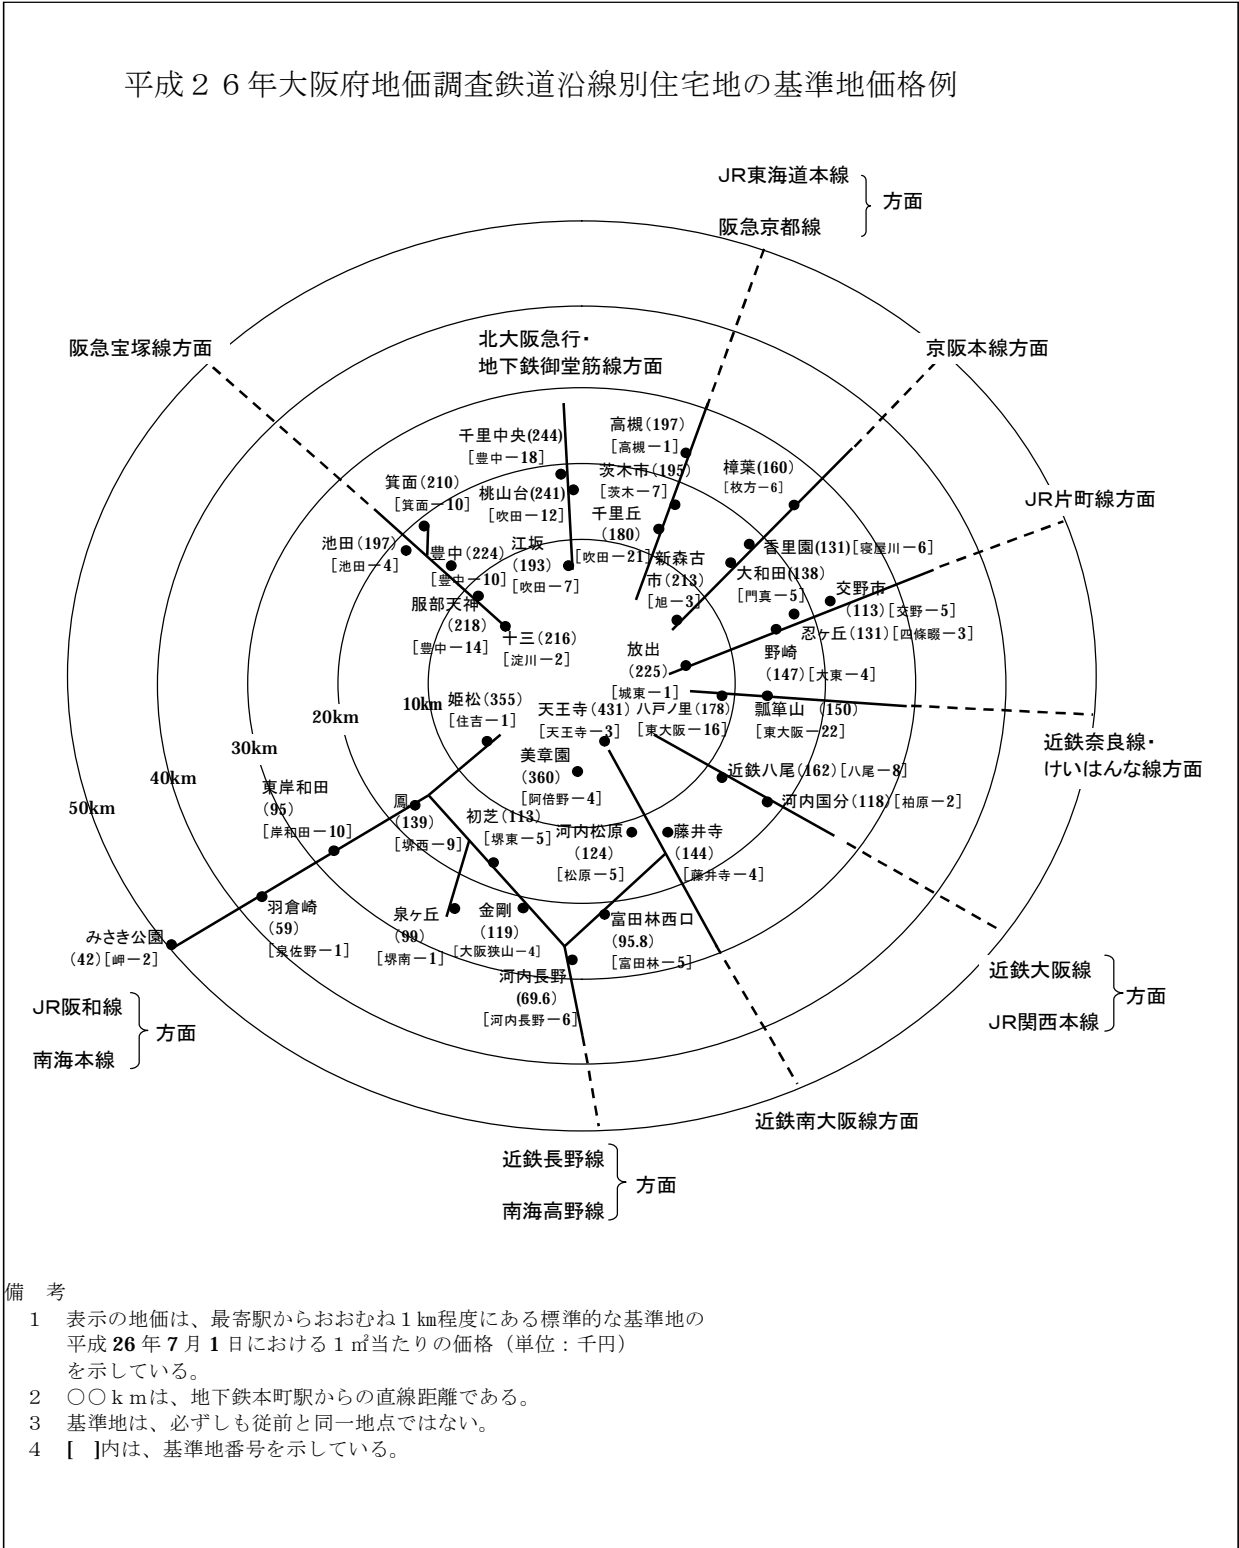 平成２６年大阪府地価調査鉄道沿線別住宅地の基準地価格例
JR東海道本線
方面
阪急京都線
阪急宝塚線方面
北大阪急行・
地下鉄御堂筋線方面
京阪本線方面
千里中央(244)
[豊中－18]
高槻(197)
[高槻－1]
茨木市(195)
[茨木－7]
樟葉(160)
[枚方－6]
JR片町線方面
箕面(210)
[箕面－10]
桃山台(241)
[吹田－12]
千里丘
(180)
[吹田－21]
池田(197)
[池田－4]
豊中(224)
[豊中－10]
江坂
(193)
[吹田－7]
新森古
市(213)
[旭－3]
香里園(131)[寝屋川－6]
大和田(138)
[門真－5]
交野市
(113)[交野－5]
服部天神
(218)
[豊中－14]
十三(216)
[淀川－2]
忍ヶ丘(131)[四條畷－3]
放出
(225)
[城東－1]
野崎
(147)[大東－4]
姫松(355)
[住吉－1]
10km
20km
30km
40km
50km
天王寺(431)
[天王寺－3]
八戸ノ里(178)
[東大阪－16]
瓢箪山 (150)
[東大阪－22]
近鉄奈良線・
けいはんな線方面
美章園
(360)
[阿倍野－4]
近鉄八尾(162)[八尾－8]
河内国分(118)[柏原－2]
東岸和田
(95)
[岸和田－10]
鳳
(139)
[堺西－9]
初芝(113)
[堺東－5]
河内松原
(124)
[松原－5]
藤井寺
(144)
[藤井寺－4]
羽倉崎
(59)
[泉佐野－1]
泉ヶ丘
(99)
[堺南－1]
金剛
(119)
[大阪狭山－4]
富田林西口
(95.8)
[富田林－5]
みさき公園
(42)[岬－2]
河内長野
(69.6)
[河内長野－6]
近鉄大阪線
方面
JR関西本線
JR阪和線
方面
南海本線
近鉄南大阪線方面
近鉄長野線
方面
南海高野線
備　考
１　表示の地価は、最寄駅からおおむね１㎞程度にある標準的な基準地の
平成 26 年 7 月 1 日における１㎡当たりの価格（単位：千円）
を示している。
２　○○ｋｍは、地下鉄本町駅からの直線距離である。
３　基準地は、必ずしも従前と同一地点ではない。
４　[　]内は、基準地番号を示している。